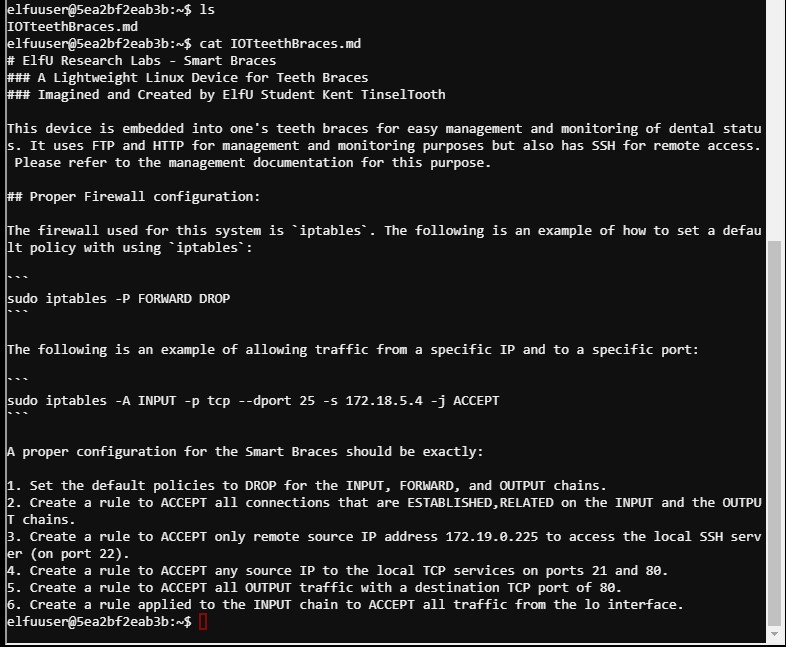 elfuuser@5ea2bf2eab3b:~$ ls
IOTteethBraces.md
elfuuser@5ea2bf2eab3b:~$ cat IOTteethBraces.md
# ElfU Research Labs - Smart Braces
### A Lightweight Linux Device for Teeth Braces
### Imagined and Created by ElfU Student Kent TinselTooth

This device is embedded into one's teeth braces for easy management and monitoring of dental statu
s. It uses FTP and HTTP for management and monitoring purposes but also has SSH for remote access.
 Please refer to the management documentation for this purpose.

## Proper Firewall configuration:

The firewall used for this system is `iptables`. The following is an example of how to set a defau
lt policy with using `iptables`:

```
sudo iptables -P FORWARD DROP
```

The following is an example of allowing traffic from a specific IP and to a specific port:

```
sudo iptables -A INPUT -p tcp --dport 25 -s 172.18.5.4 -j ACCEPT
```

A proper configuration for the Smart Braces should be exactly:

1. Set the default policies to DROP for the INPUT, FORWARD, and OUTPUT chains.
2. Create a rule to ACCEPT all connections that are ESTABLISHED,RELATED on the INPUT and the OUTPU
T chains.
3. Create a rule to ACCEPT only remote source IP address 172.19.0.225 to access the local SSH serv
er (on port 22).
4. Create a rule to ACCEPT any source IP to the local TCP services on ports 21 and 80.
5. Create a rule to ACCEPT all OUTPUT traffic with a destination TCP port of 80.
6. Create a rule applied to the INPUT chain to ACCEPT all traffic from the lo interface.
elfuuser@5ea2bf2eab3b:~$